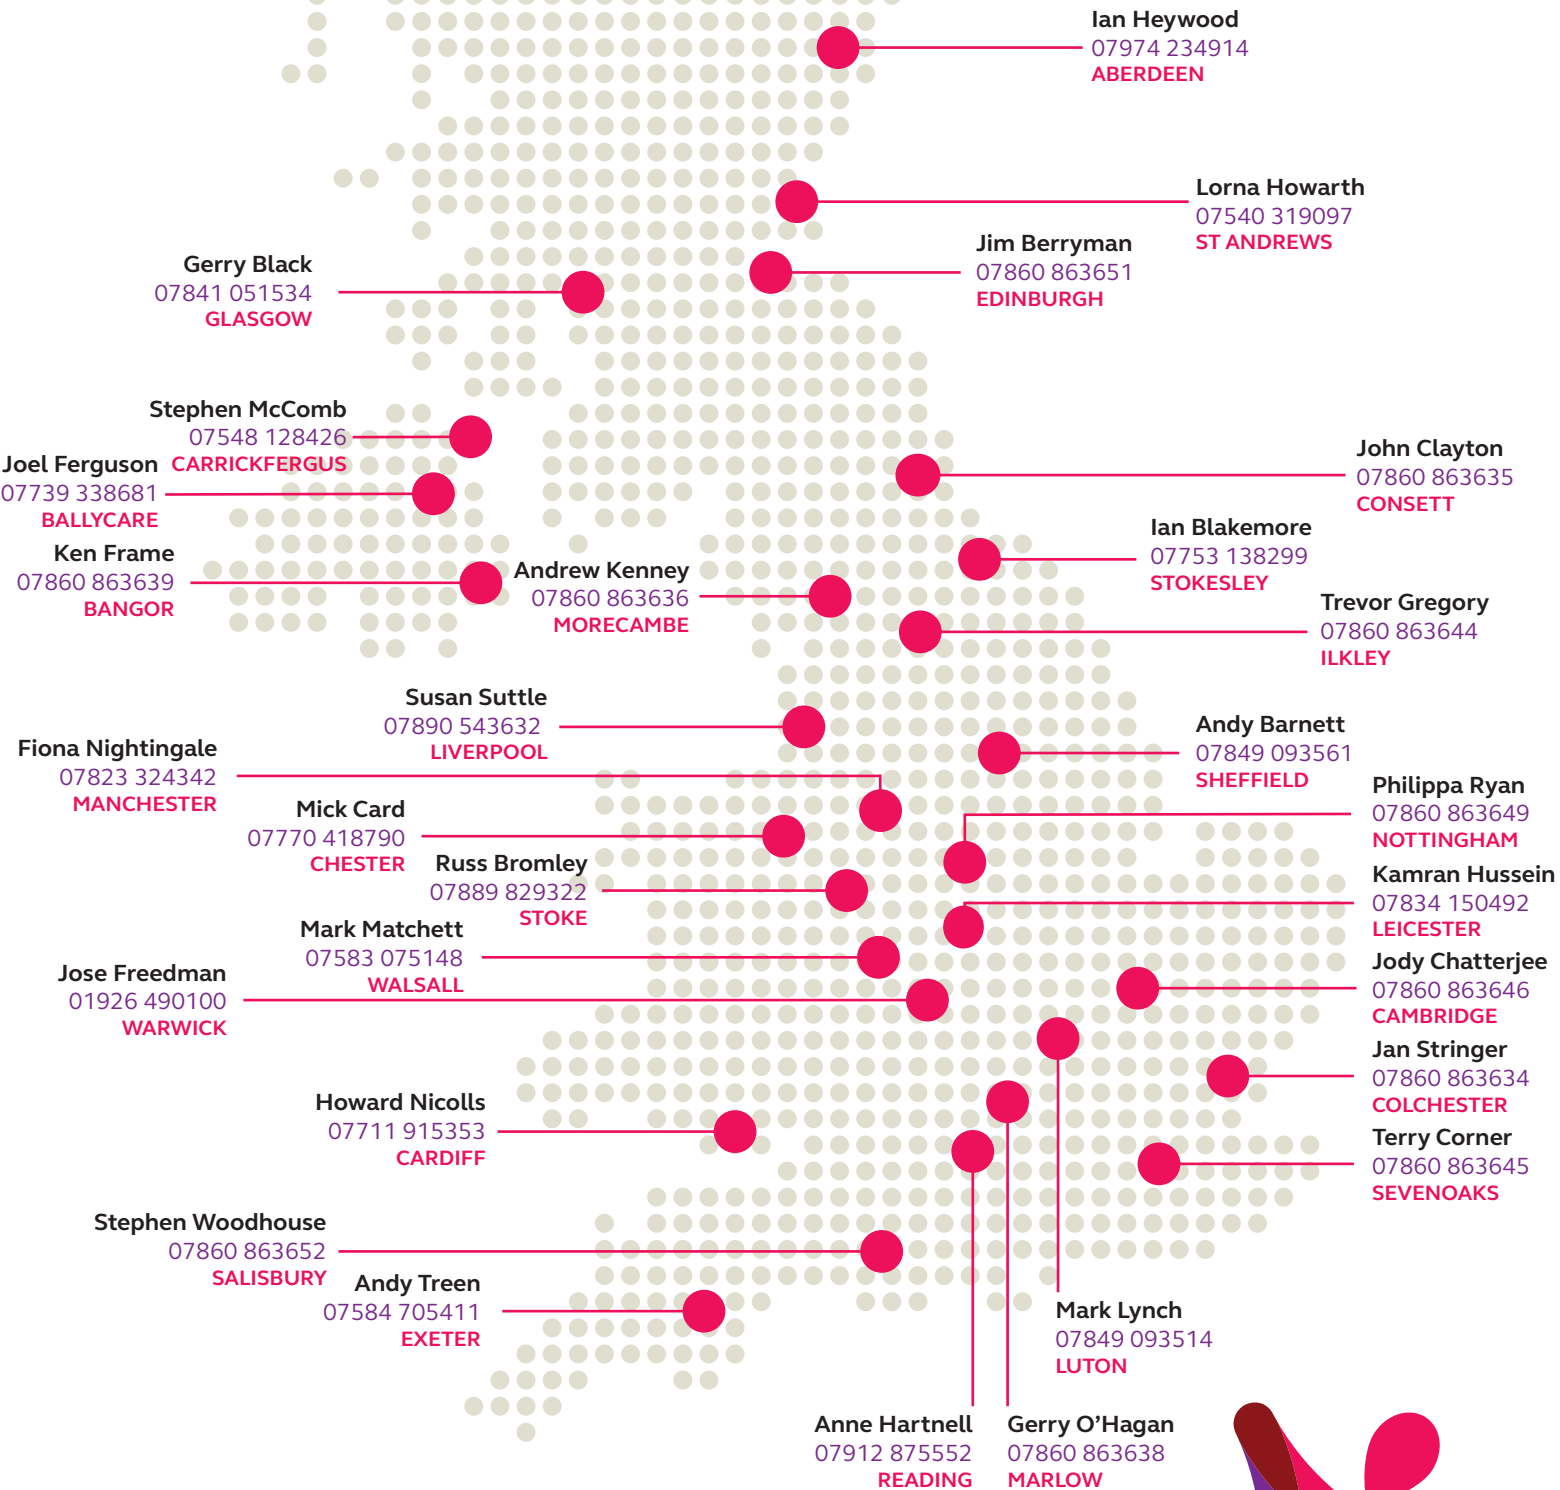 Ian Heywood
07974 234914
ABERDEEN
Lorna Howarth
07540 319097
ST ANDREWS
Jim Berryman
07860 863651
EDINBURGH
Gerry Black
07841 051534
GLASGOW
Stephen McComb
07548 128426
CARRICKFERGUS
Joel Ferguson
07739 338681
BALLYCARE
John Clayton
07860 863635
CONSETT
Ian Blakemore
07753 138299
STOKESLEY
Ken Frame
07860 863639
BANGOR
Andrew Kenney
07860 863636
MORECAMBE
Trevor Gregory
07860 863644
ILKLEY
Susan Suttle
07890 543632
LIVERPOOL
Andy Barnett
07849 093561
SHEFFIELD
Fiona Nightingale
07823 324342
MANCHESTER
Philippa Ryan
07860 863649
NOTTINGHAM
Mick Card
07770 418790
CHESTER
Russ Bromley
07889 829322
STOKE
Kamran Hussein
07834 150492
LEICESTER
Mark Matchett
07583 075148
WALSALL
Jody Chatterjee
07860 863646
CAMBRIDGE
Jose Freedman
01926 490100
WARWICK
Jan Stringer
07860 863634
COLCHESTER
Howard Nicolls
07711 915353
CARDIFF
Terry Corner
07860 863645
SEVENOAKS
Stephen Woodhouse
07860 863652
SALISBURY
Andy Treen
07584 705411
EXETER
Mark Lynch
07849 093514
LUTON
Anne Hartnell
07912 875552
READING
Gerry O’Hagan
07860 863638
MARLOW